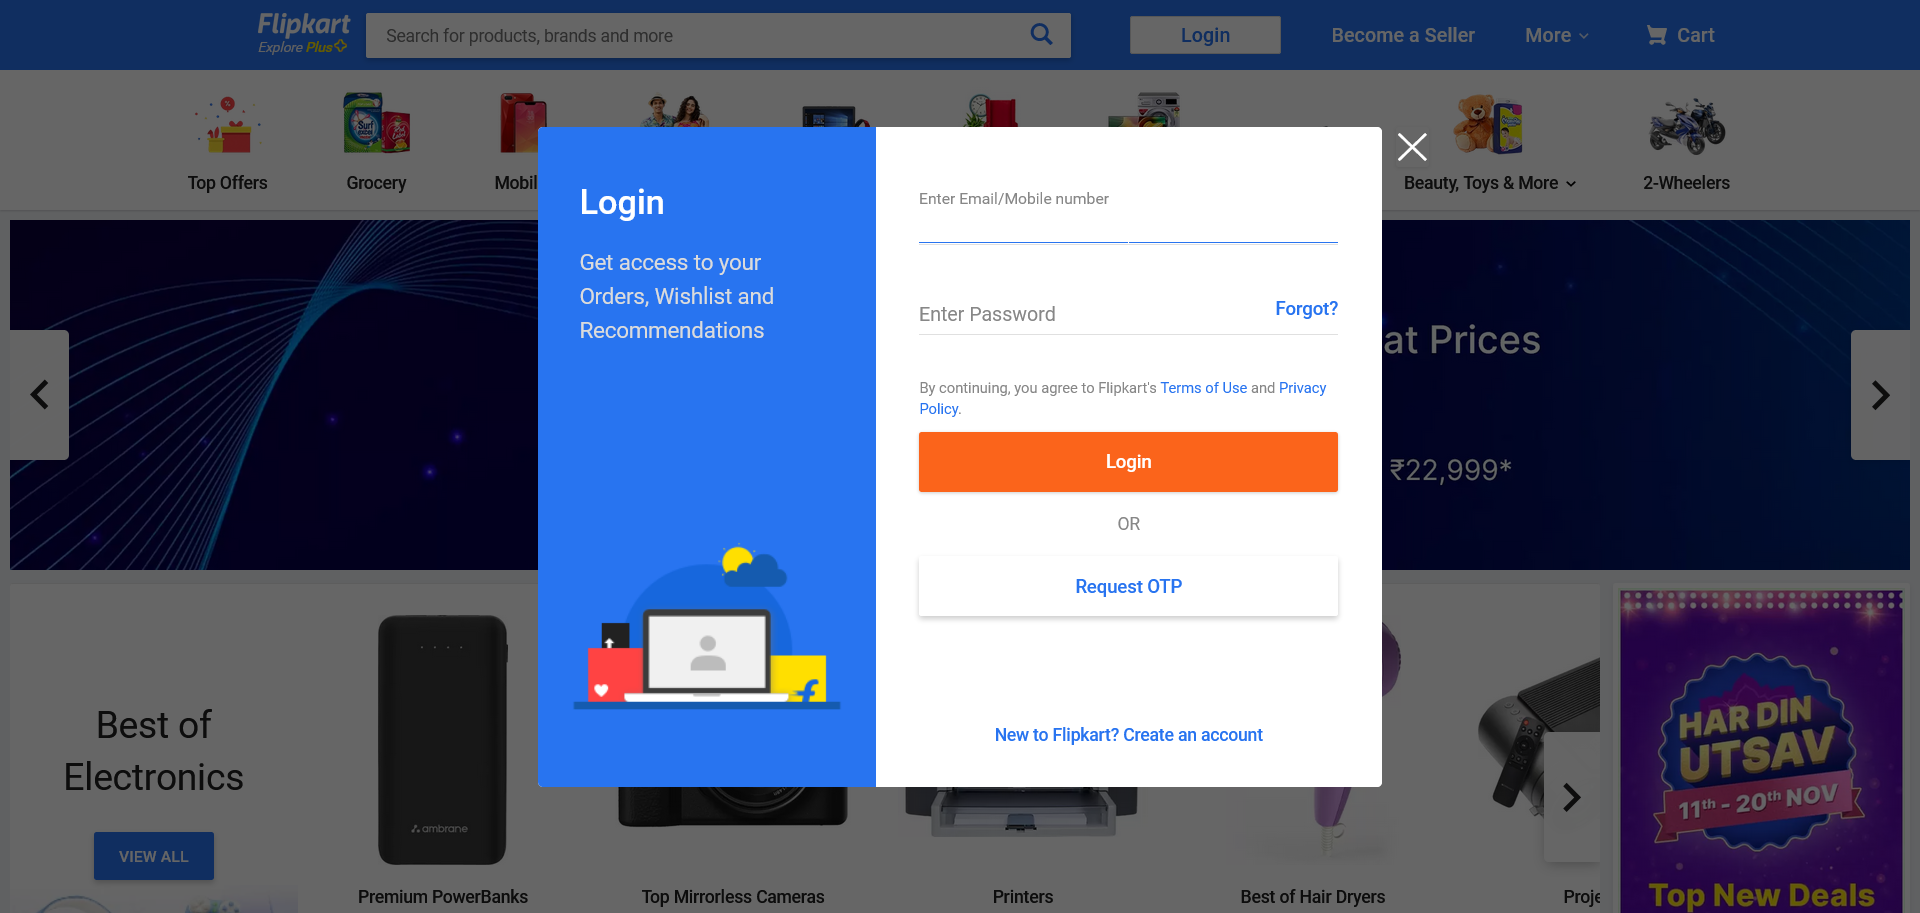 Flipkart
Explore Plus
Search for products, brands and more
Login
Become a Seller
More
Cart
Top Offers
Grocery
Mobil
Beauty, Toys & More
2-Wheelers
Login
Get access to your
Orders, Wishlist and
Recommendations
Enter Email/Mobile number
Enter Password
Forgot?
By continuing, you agree to Flipkart's Terms of Use and Privacy
Policy.
Login
OR
Request OTP
New to Flipkart? Create an account
at Prices
₹22,999*
Best of
Electronics
VIEW ALL
ambrane
Premium PowerBanks
Top Mirrorless Cameras
Printers
Best of Hair Dryers
Proje
HAR DIN
UTSAV
11th - 20th NOV
Top New Deals